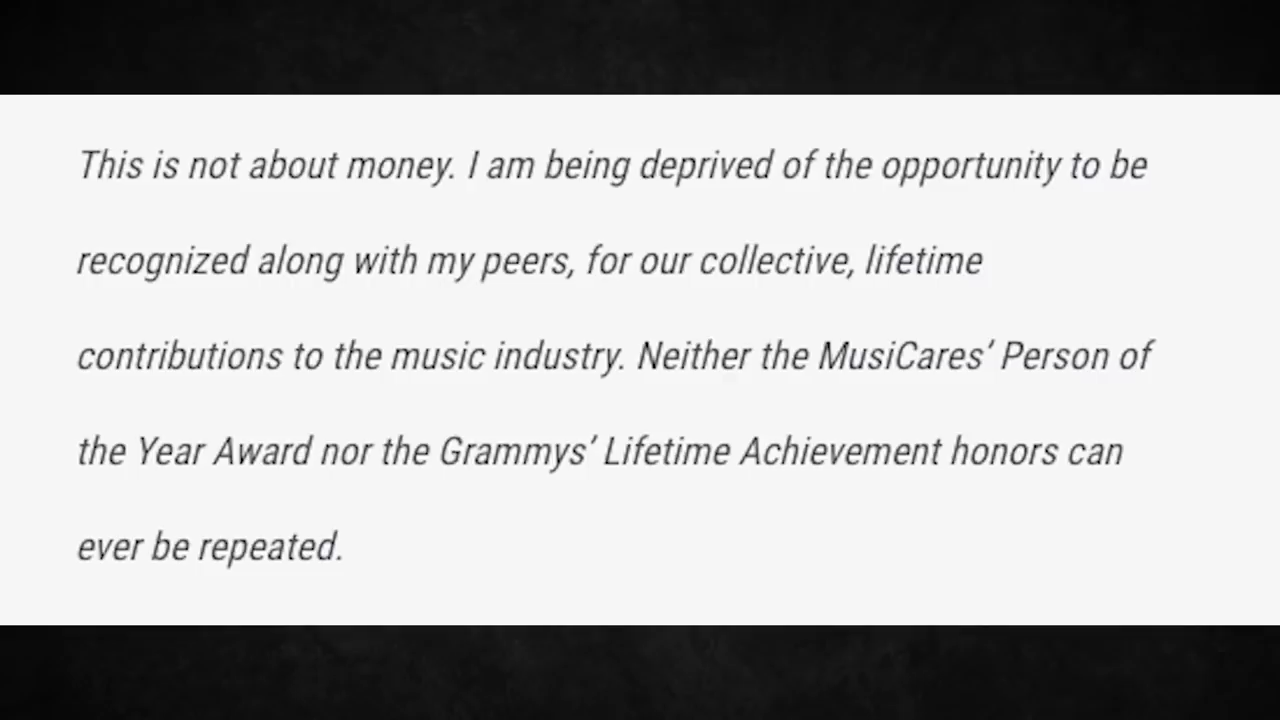 This is not about money. I am being deprived of the opportunity to be
recognized along with my peers, for our collective, lifetime
contributions to the music industry. Neither the MusiCares’ Person of
the Year Award nor the Grammys’ Lifetime Achievement honors can
ever be repeated.